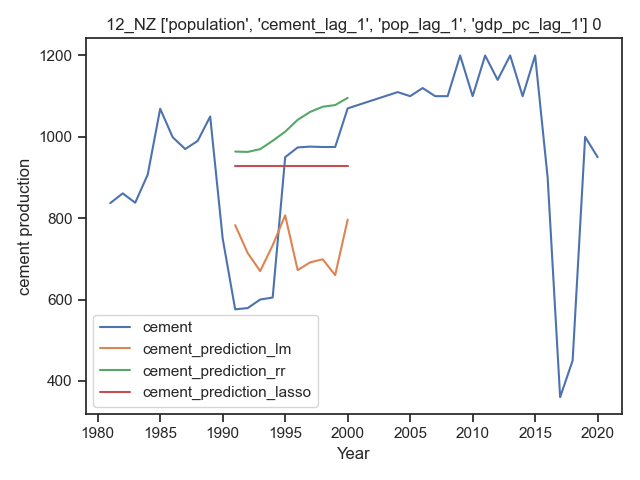 12_NZ ['population', 'cement_lag_1', 'pop_lag_1', 'gdp_pc_lag_1'] 0
1200
1000
800
600
400
cement production
cement
cement_prediction_lm
cement_prediction_rr
cement_prediction_lasso
1980 1985 1990 1995 2000 2005 2010 2015 2020
Year